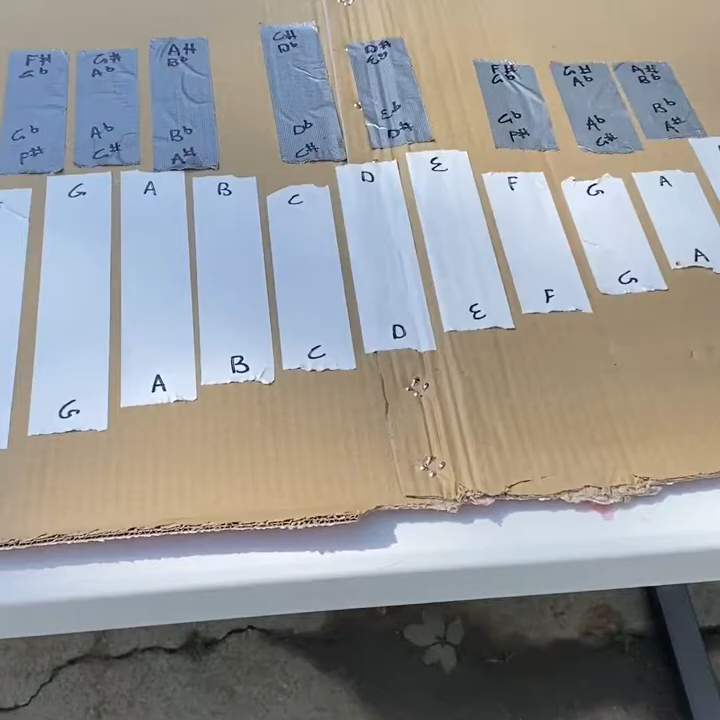 F# G# A# C# D# F# G# A#
Gb Ab Bb Db Eb Gb Ab Bb
Gb Ab Bb Db Eb Gb Ab Bb
F# G# A# C# D# F# G# A#
G A B C D E F G A
G A B C D E F G A